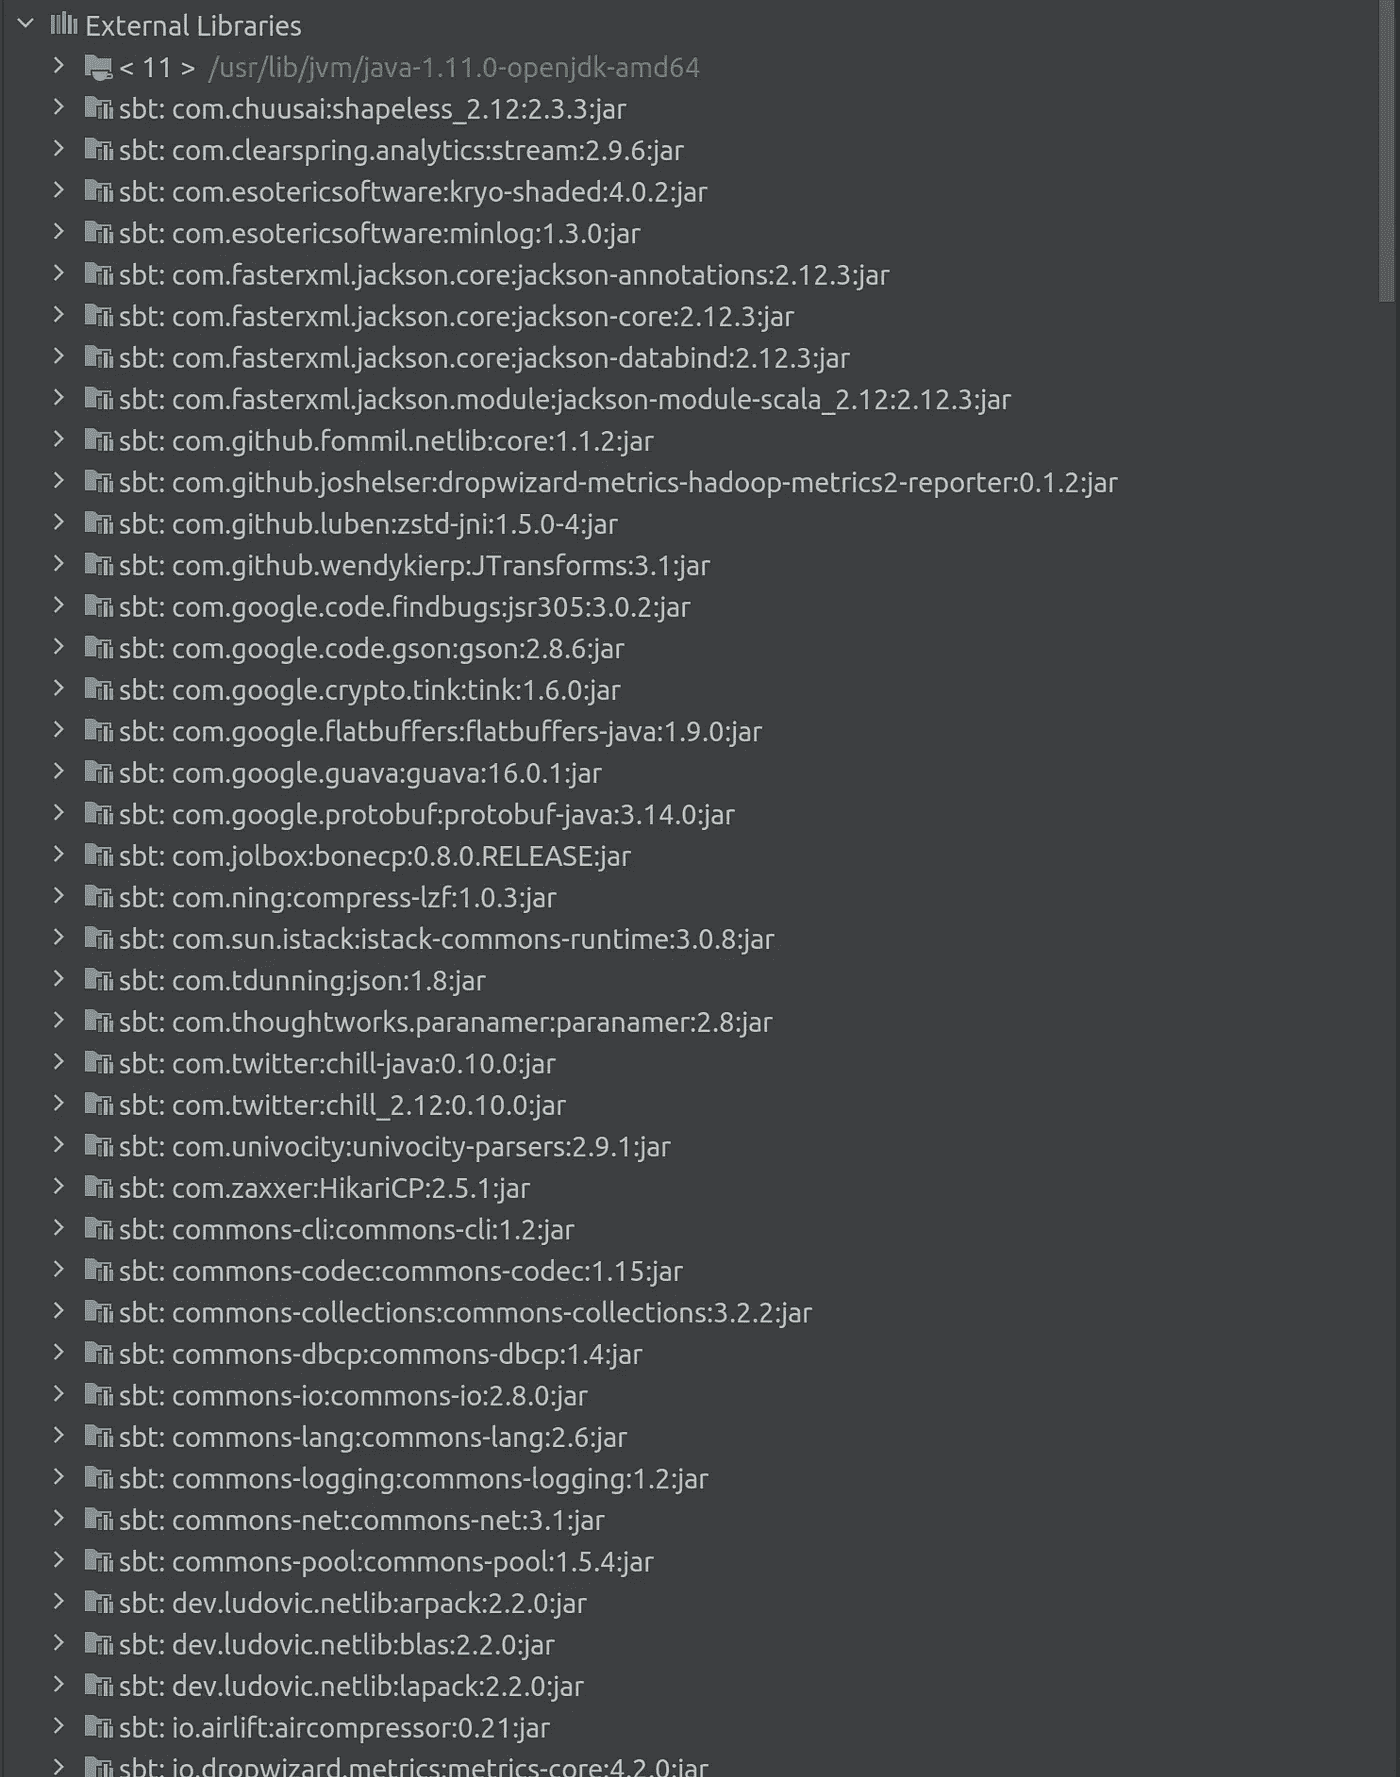 External Libraries
< 11 > /usr/lib/jvm/java-1.11.0-openjdk-amd64
sbt: com.chuusai:shapeless_2.12:2.3.3:jar
sbt: com.clearspring.analytics:stream:2.9.6:jar
sbt: com.esotericsoftware:kryo-shaded:4.0.2:jar
sbt: com.esotericsoftware:minlog:1.3.0:jar
sbt: com.fasterxml.jackson.core:jackson-annotations:2.12.3:jar
sbt: com.fasterxml.jackson.core:jackson-core:2.12.3:jar
sbt: com.fasterxml.jackson.core:jackson-databind:2.12.3:jar
sbt: com.fasterxml.jackson.module:jackson-module-scala_2.12:2.12.3:jar
sbt: com.github.fommil.netlib:core:1.1.2:jar
sbt: com.github.joshelser:dropwizard-metrics-hadoop-metrics2-reporter:0.1.2:jar
sbt: com.github.luben:zstd-jni:1.5.0-4:jar
sbt: com.github.wendykierp:JTransforms:3.1:jar
sbt: com.google.code.findbugs:jsr305:3.0.2:jar
sbt: com.google.code.gson:gson:2.8.6:jar
sbt: com.google.crypto.tink:tink:1.6.0:jar
sbt: com.google.flatbuffers:flatbuffers-java:1.9.0:jar
sbt: com.google.guava:guava:16.0.1:jar
sbt: com.google.protobuf:protobuf-java:3.14.0:jar
sbt: com.jolbox:bonecp:0.8.0.RELEASE:jar
sbt: com.ning:compress-lzf:1.0.3:jar
sbt: com.sun.istack:istack-commons-runtime:3.0.8:jar
sbt: com.tdunning:json:1.8:jar
sbt: com.thoughtworks.paranamer:paranamer:2.8:jar
sbt: com.twitter:chill-java:0.10.0:jar
sbt: com.twitter:chill_2.12:0.10.0:jar
sbt: com.univocity:univocity-parsers:2.9.1:jar
sbt: com.zaxxer:HikariCP:2.5.1:jar
sbt: commons-cli:commons-cli:1.2:jar
sbt: commons-codec:commons-codec:1.15:jar
sbt: commons-collections:commons-collections:3.2.2:jar
sbt: commons-dbcp:commons-dbcp:1.4:jar
sbt: commons-io:commons-io:2.8.0:jar
sbt: commons-lang:commons-lang:2.6:jar
sbt: commons-logging:commons-logging:1.2:jar
sbt: commons-net:commons-net:3.1:jar
sbt: commons-pool:commons-pool:1.5.4:jar
sbt: dev.ludovic.netlib:arpack:2.2.0:jar
sbt: dev.ludovic.netlib:blas:2.2.0:jar
sbt: dev.ludovic.netlib:lapack:2.2.0:jar
sbt: io.airlift:aircompressor:0.21:jar
sbt: io.dropwizard.metrics:metrics-core:4.2.0:jar